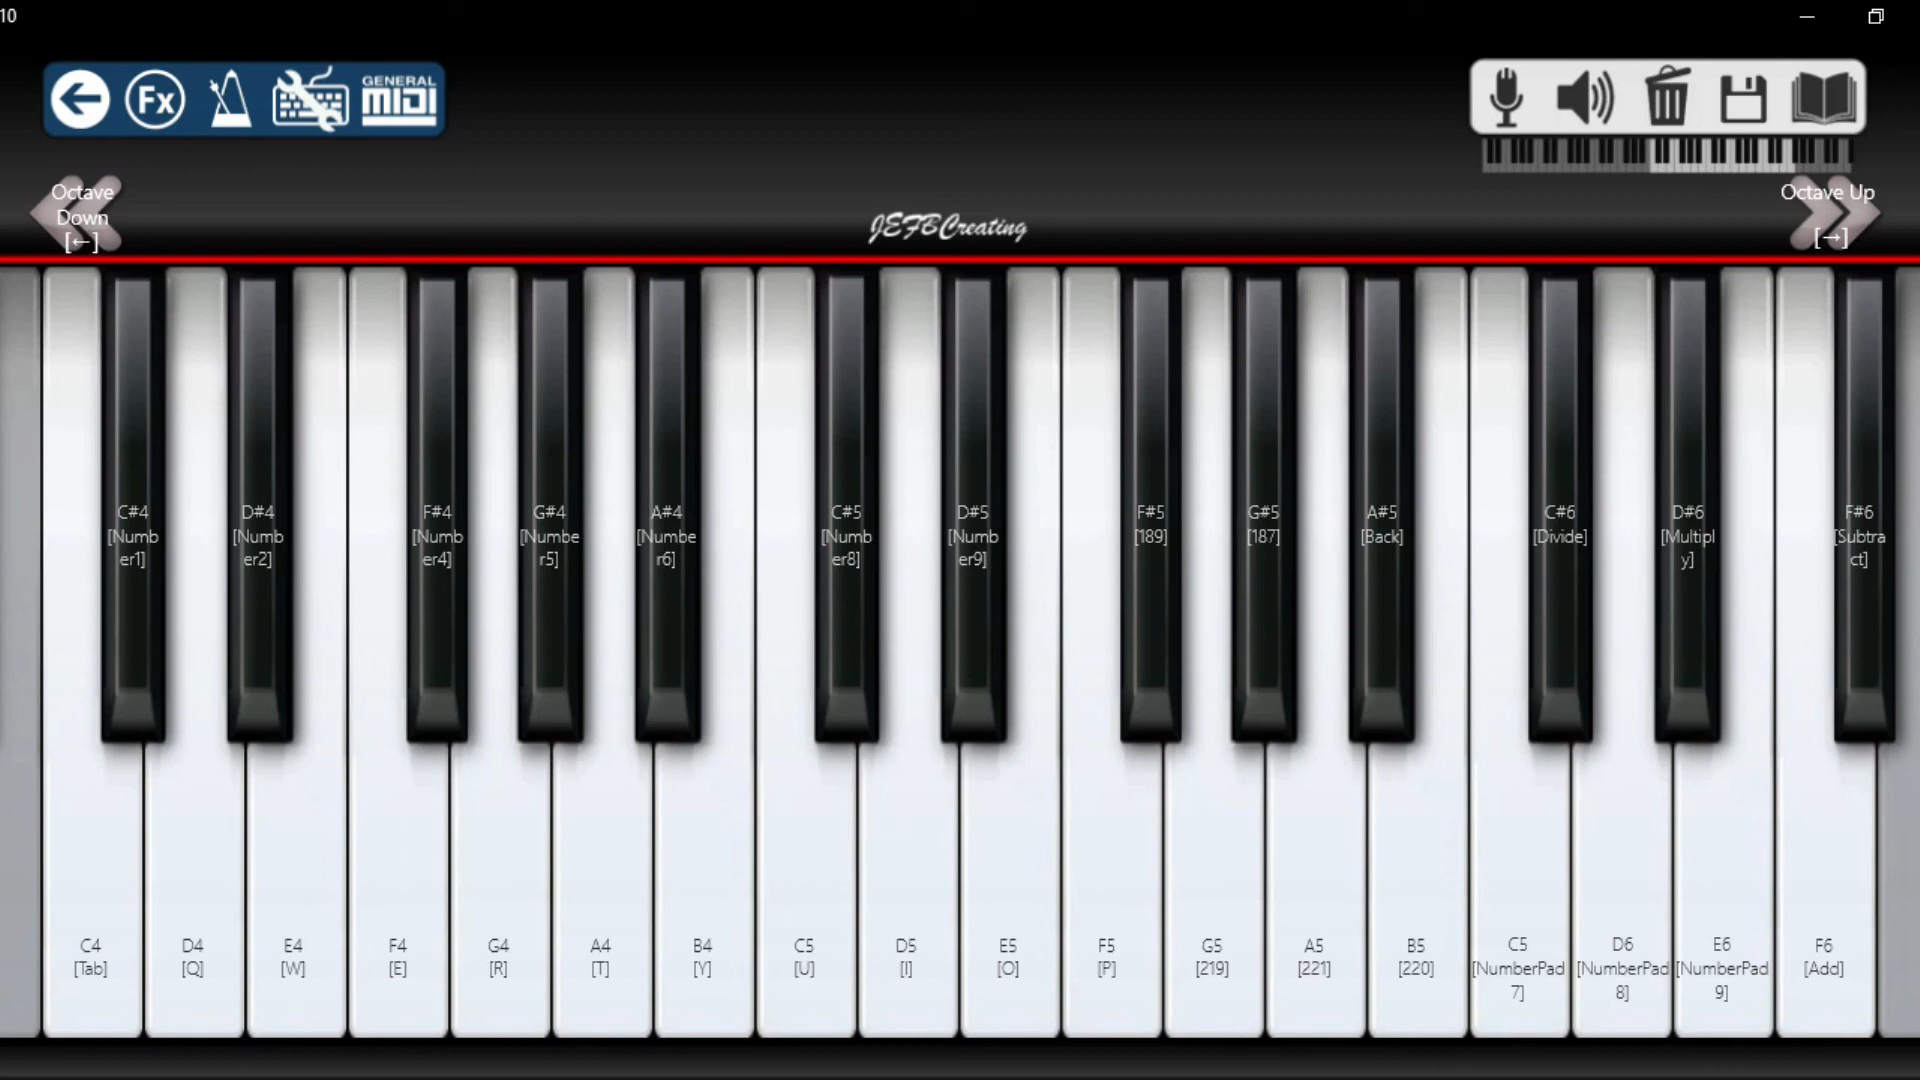 10
Fx
GENERAL
MIDI
Octave
Down
[←]
Octave Up
[→]
JEFBCreating
C#4
[Numb
er1]
D#4
[Numb
er2]
F#4
[Numb
er4]
G#4
[Numbe
r5]
A#4
[Numbe
r6]
C#5
[Numb
er8]
D#5
[Numb
er9]
F#5
[189]
G#5
[187]
A#5
[Back]
C#6
[Divide]
D#6
[Multipl
y]
F#6
[Subtra
ct]
C4
[Tab]
D4
[Q]
E4
[W]
F4
[E]
G4
[R]
A4
[T]
B4
[Y]
C5
[U]
D5
[I]
E5
[O]
F5
[P]
G5
[219]
A5
[221]
B5
[220]
C5
[NumberPad
7]
D6
[NumberPad
8]
E6
[NumberPad
9]
F6
[Add]